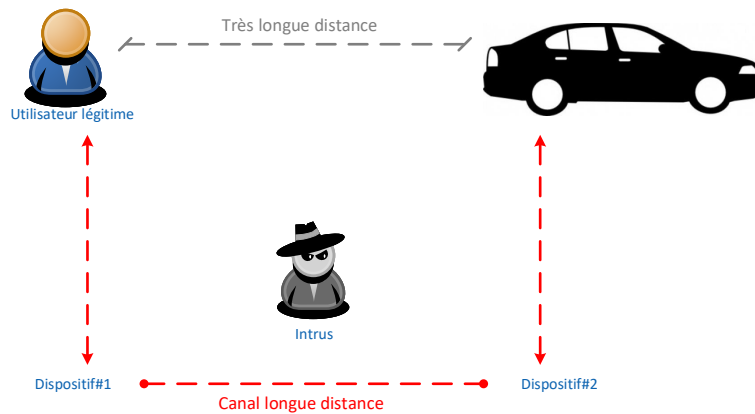 Très longue distance
Utilisateur légitime
Intrus
Dispositif#1
Dispositif#2
Canal longue distance